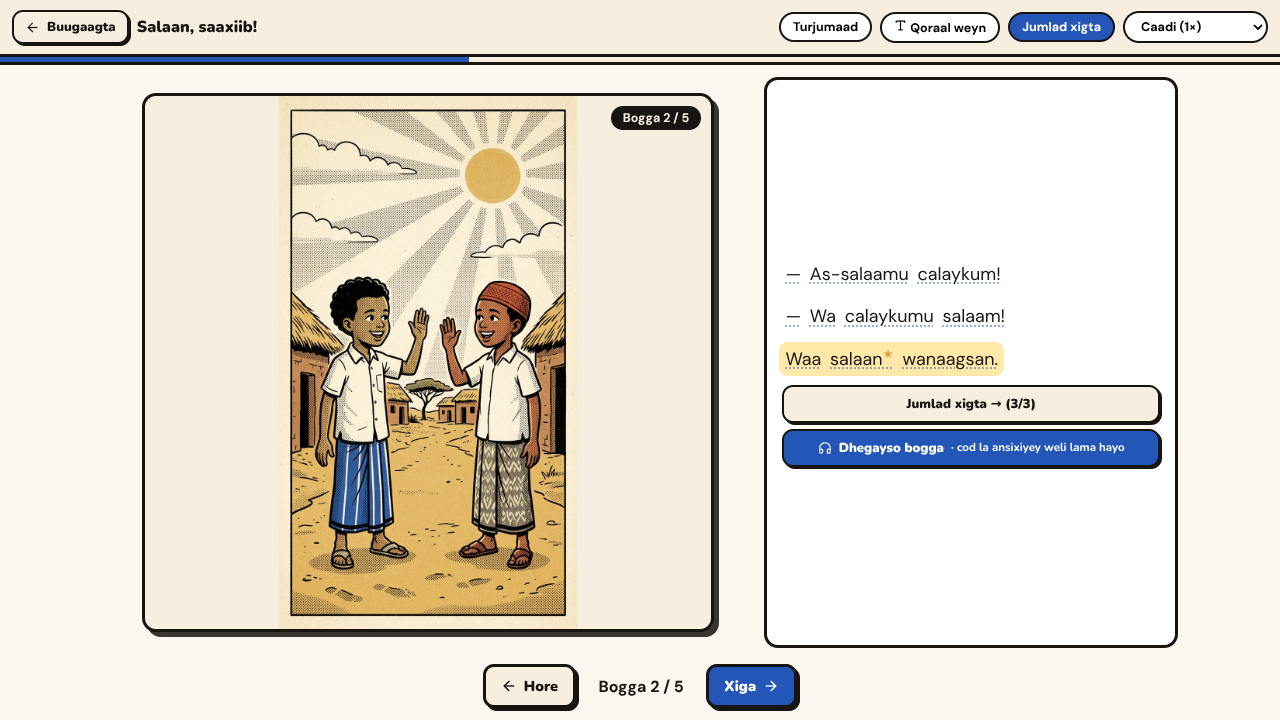 ← Buugaagta
Salaan, saaxiib!
Turjumaad
T Qoraal weyn
Jumlad xigta
Caadi (1×)
Bogga 2 / 5
— As-salaamu calaykum!
— Wa calaykumu salaam!
Waa salaan★ wanaagsan.
Jumlad xigta → (3/3)
Dhegayso bogga · cod la ansixiyey weli lama hayo
← Hore
Bogga 2 / 5
Xiga →